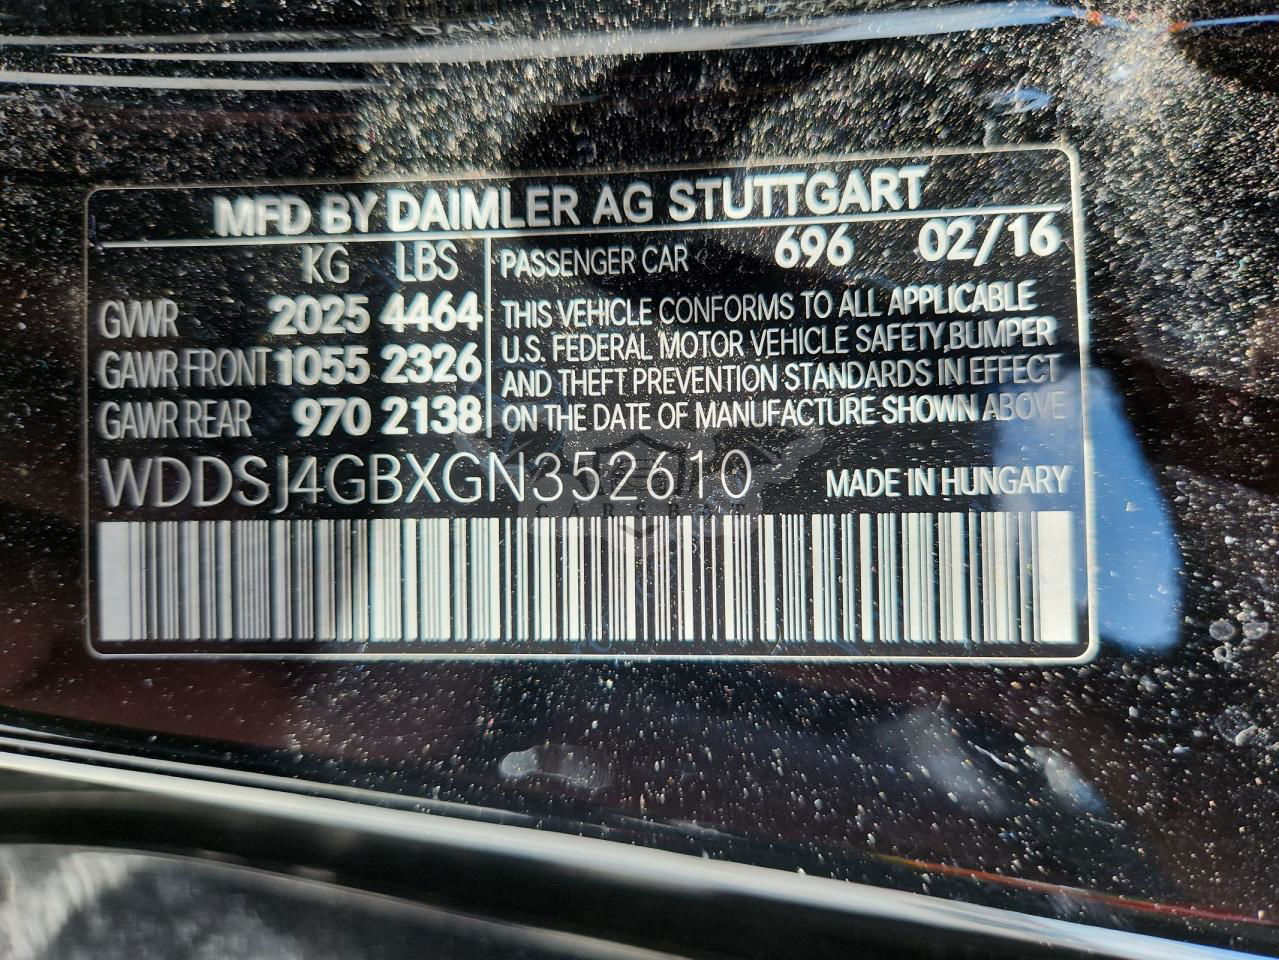 MFD BY DAIMLER AG STUTTGART
KG LBS
GVWR 2025 4464
GAWR FRONT 1055 2326
GAWR REAR 970 2138
PASSENGER CAR 696 02/16
THIS VEHICLE CONFORMS TO ALL APPLICABLE
U.S. FEDERAL MOTOR VEHICLE SAFETY,BUMPER
AND THEFT PREVENTION STANDARDS IN EFFECT
ON THE DATE OF MANUFACTURE SHOWN ABOVE
WDDSJ4GBXGN352610 MADE IN HUNGARY